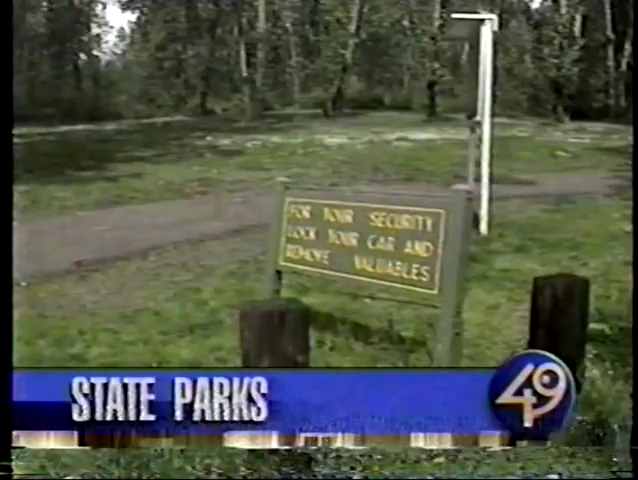 FOR YOUR SECURITY
LOCK YOUR CAR AND
REMOVE VALUABLES
STATE PARKS
49